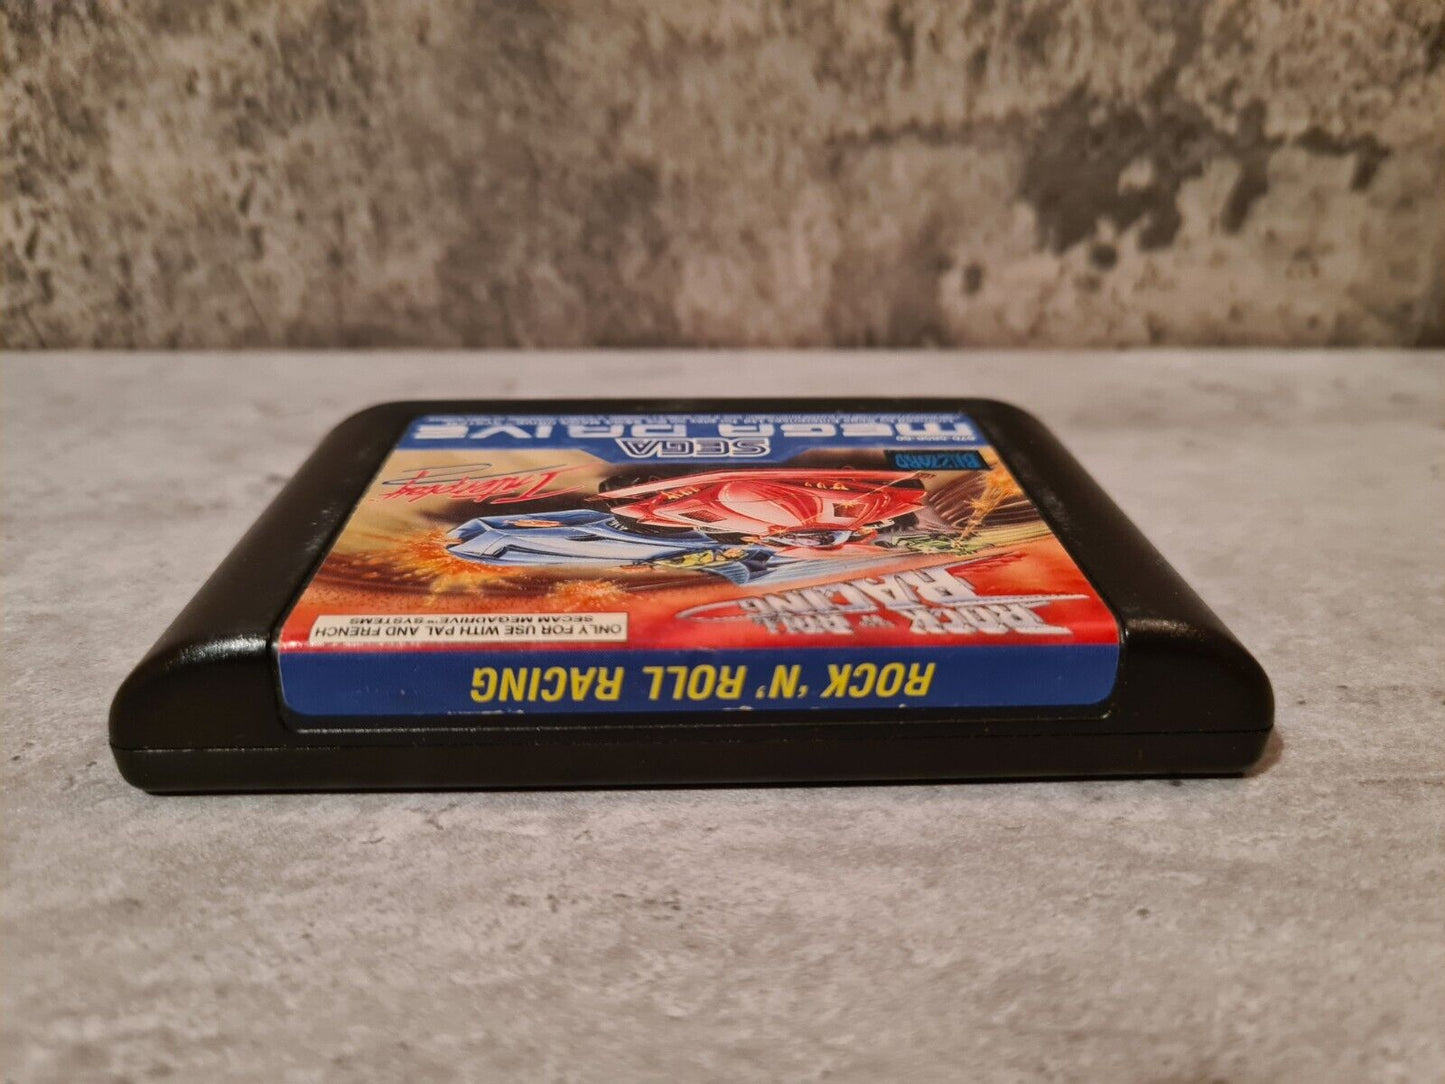 ROCK 'N' ROLL RACING
ONLY FOR USE WITH PAL AND FRENCH
SECAM MEGADRIVE™ SYSTEMS
ROCK
'N' ROLL
RACING
Interplay
BLIZZARD
SEGA
MEGA DRIVE